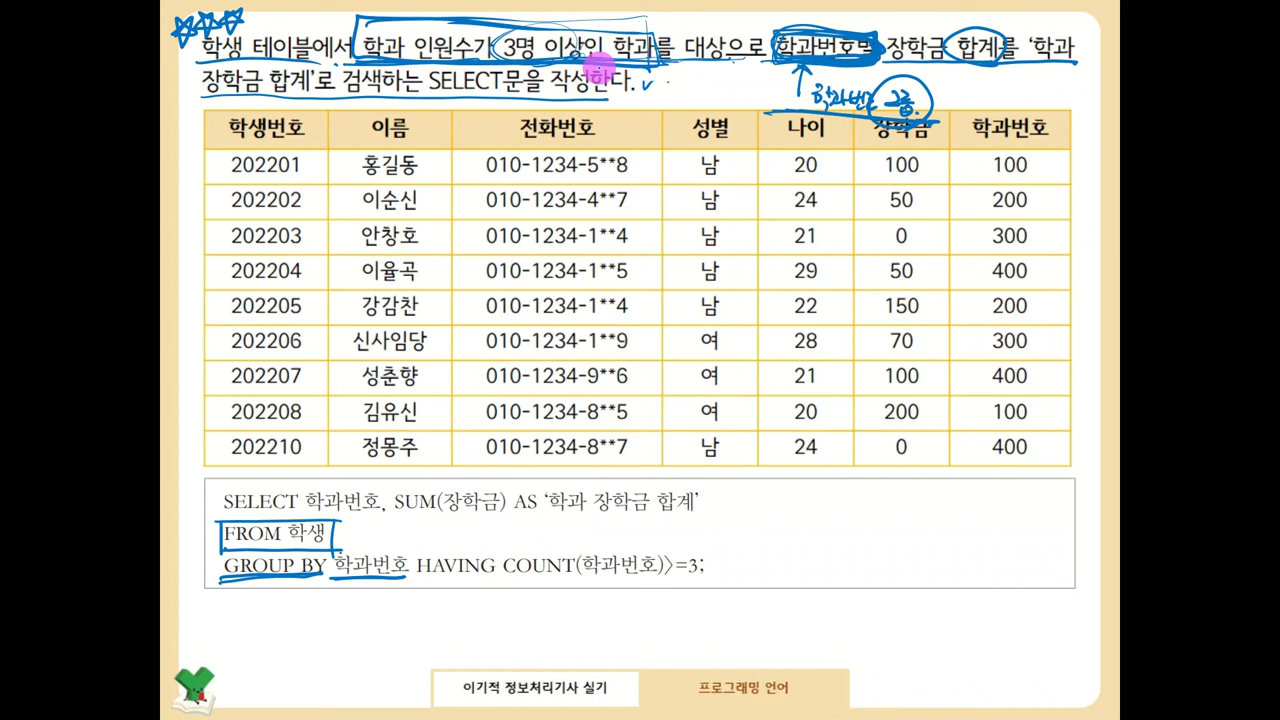 학생 테이블에서 학과 인원수가 3명 이상인 학과를 대상으로 학과번호별 장학금 합계를 ‘학과
장학금 합계’로 검색하는 SELECT문을 작성한다.
학과번호 그룹.
학생번호 이름 전화번호 성별 나이 장학금 학과번호
202201 홍길동 010-1234-5**8 남 20 100 100
202202 이순신 010-1234-4**7 남 24 50 200
202203 안창호 010-1234-1**4 남 21 0 300
202204 이율곡 010-1234-1**5 남 29 50 400
202205 강감찬 010-1234-1**4 남 22 150 200
202206 신사임당 010-1234-1**9 여 28 70 300
202207 성춘향 010-1234-9**6 여 21 100 400
202208 김유신 010-1234-8**5 여 20 200 100
202210 정몽주 010-1234-8**7 남 24 0 400
SELECT 학과번호, SUM(장학금) AS ‘학과 장학금 합계’
FROM 학생
GROUP BY 학과번호 HAVING COUNT(학과번호)>=3;
이기적 정보처리기사 실기 프로그래밍 언어